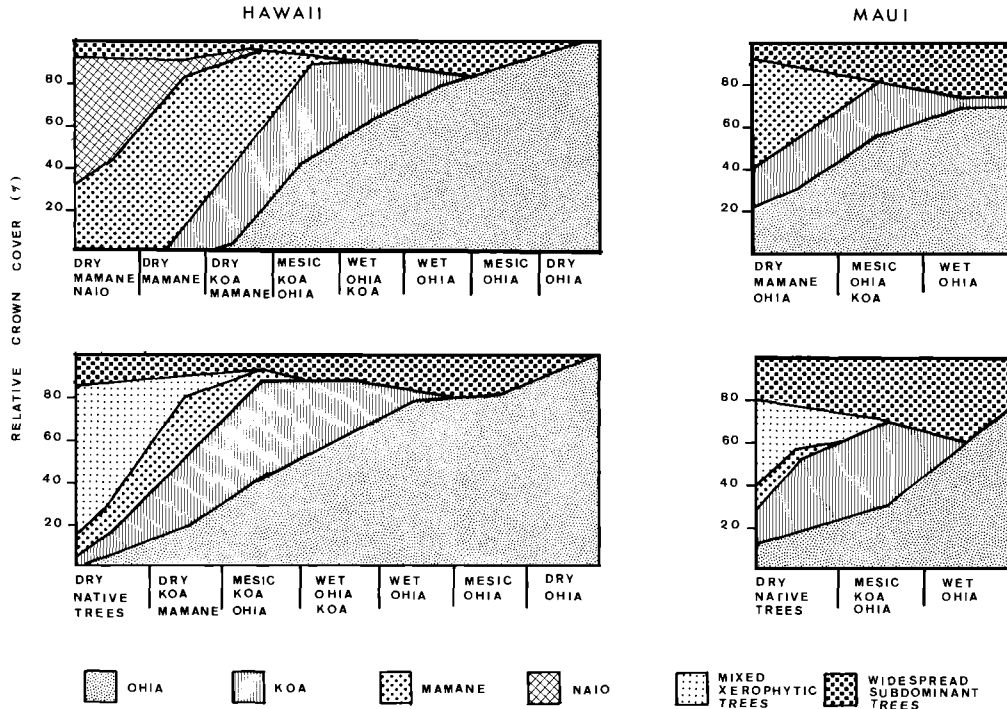 HAWAII
MAUI
RELATIVE CROWN COVER (%)
80
60
40
20
DRY MAMANE NAIO
DRY MAMANE
DRY KOA MAMANE
MESIC KOA OHIA
WET OHIA KOA
WET OHIA
MESIC OHIA
DRY OHIA
80
60
40
20
DRY MAMANE OHIA
MESIC OHIA KOA
WET OHIA
80
60
40
20
DRY NATIVE TREES
DRY KOA MAMANE
MESIC KOA OHIA
WET OHIA KOA
WET OHIA
MESIC OHIA
DRY OHIA
80
60
40
20
DRY NATIVE TREES
MESIC KOA OHIA
WET OHIA
OHIA
KOA
MAMANE
NAIO
MIXED XEROPHYTIC TREES
WIDESPREAD SUBDOMINANT TREES